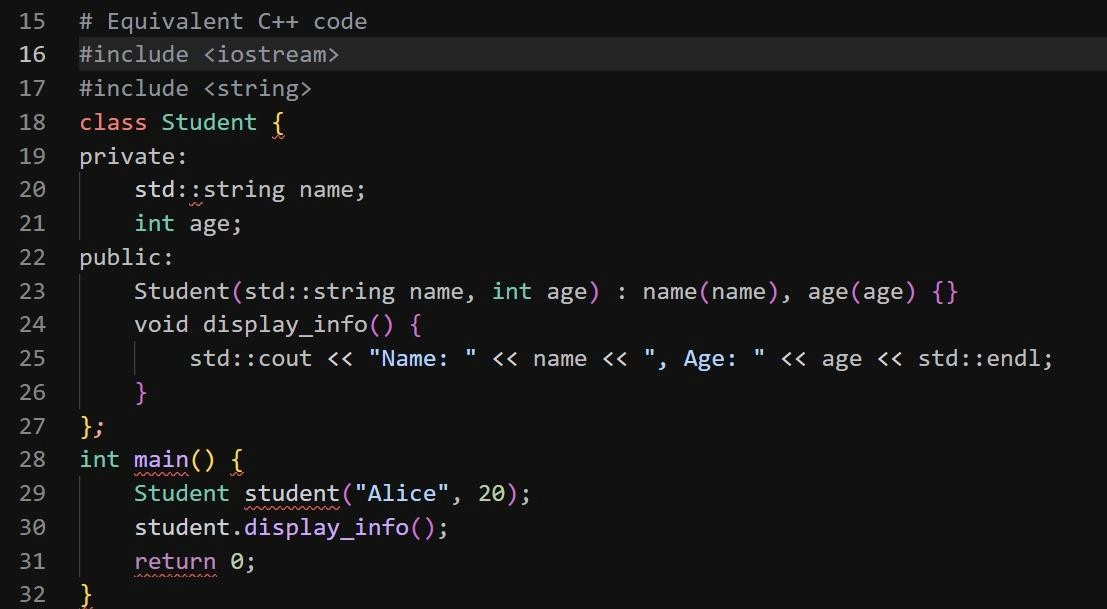 15 # Equivalent C++ code
16 #include <iostream>
17 #include <string>
18 class Student {
19 private:
20     std::string name;
21     int age;
22 public:
23     Student(std::string name, int age) : name(name), age(age) {}
24     void display_info() {
25         std::cout << "Name: " << name << ", Age: " << age << std::endl;
26     }
27 };
28 int main() {
29     Student student("Alice", 20);
30     student.display_info();
31     return 0;
32 }